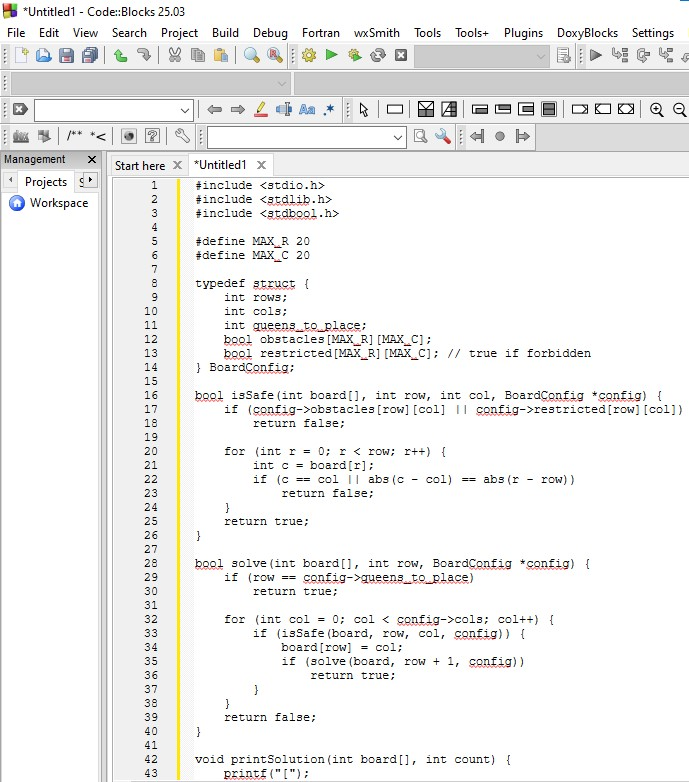 *Untitled1 - Code::Blocks 25.03
File Edit View Search Project Build Debug Fortran wxSmith Tools Tools+ Plugins DoxyBlocks Settings
Aa .*
/** *<
Management X Start here X *Untitled1 X
Projects S
Workspace
1 #include <stdio.h>
2 #include <stdlib.h>
3 #include <stdbool.h>
4
5 #define MAX_R 20
6 #define MAX_C 20
7
8 typedef struct {
9     int rows;
10     int cols;
11     int queens_to_place;
12     bool obstacles[MAX_R][MAX_C];
13     bool restricted[MAX_R][MAX_C]; // true if forbidden
14 } BoardConfig;
15
16 bool isSafe(int board[], int row, int col, BoardConfig *config) {
17     if (config->obstacles[row][col] || config->restricted[row][col])
18         return false;
19
20     for (int r = 0; r < row; r++) {
21         int c = board[r];
22         if (c == col || abs(c - col) == abs(r - row))
23             return false;
24     }
25     return true;
26 }
27
28 bool solve(int board[], int row, BoardConfig *config) {
29     if (row == config->queens_to_place)
30         return true;
31
32     for (int col = 0; col < config->cols; col++) {
33         if (isSafe(board, row, col, config)) {
34             board[row] = col;
35             if (solve(board, row + 1, config))
36                 return true;
37         }
38     }
39     return false;
40 }
41
42 void printSolution(int board[], int count) {
43     printf("[");